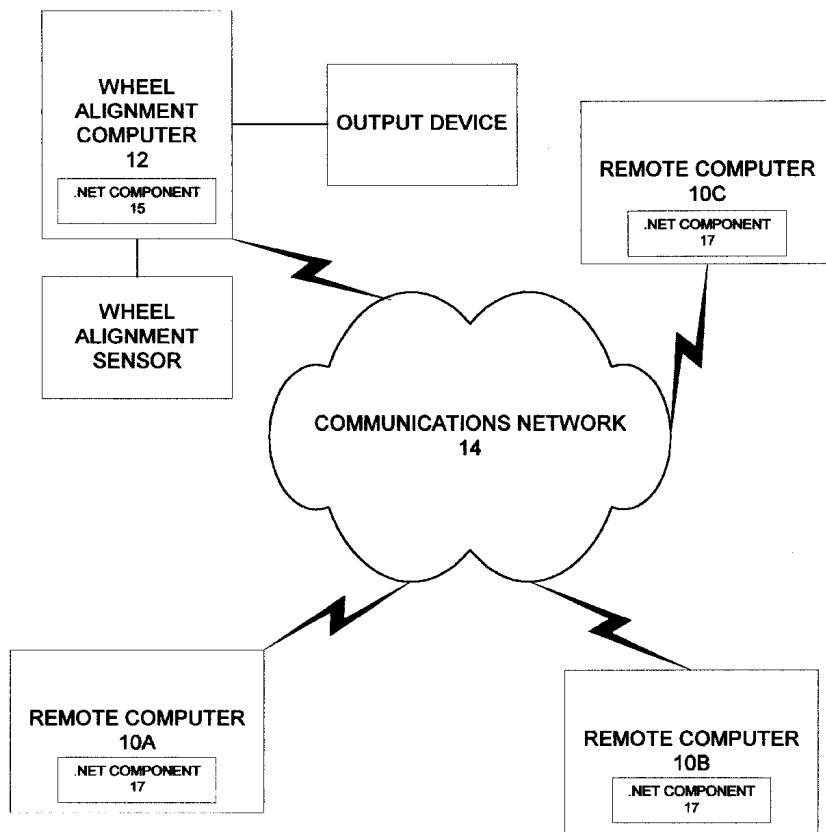 WHEEL
ALIGNMENT
COMPUTER
12
.NET COMPONENT
15
OUTPUT DEVICE
REMOTE COMPUTER
10C
.NET COMPONENT
17
WHEEL
ALIGNMENT
SENSOR
COMMUNICATIONS NETWORK
14
REMOTE COMPUTER
10A
.NET COMPONENT
17
REMOTE COMPUTER
10B
.NET COMPONENT
17